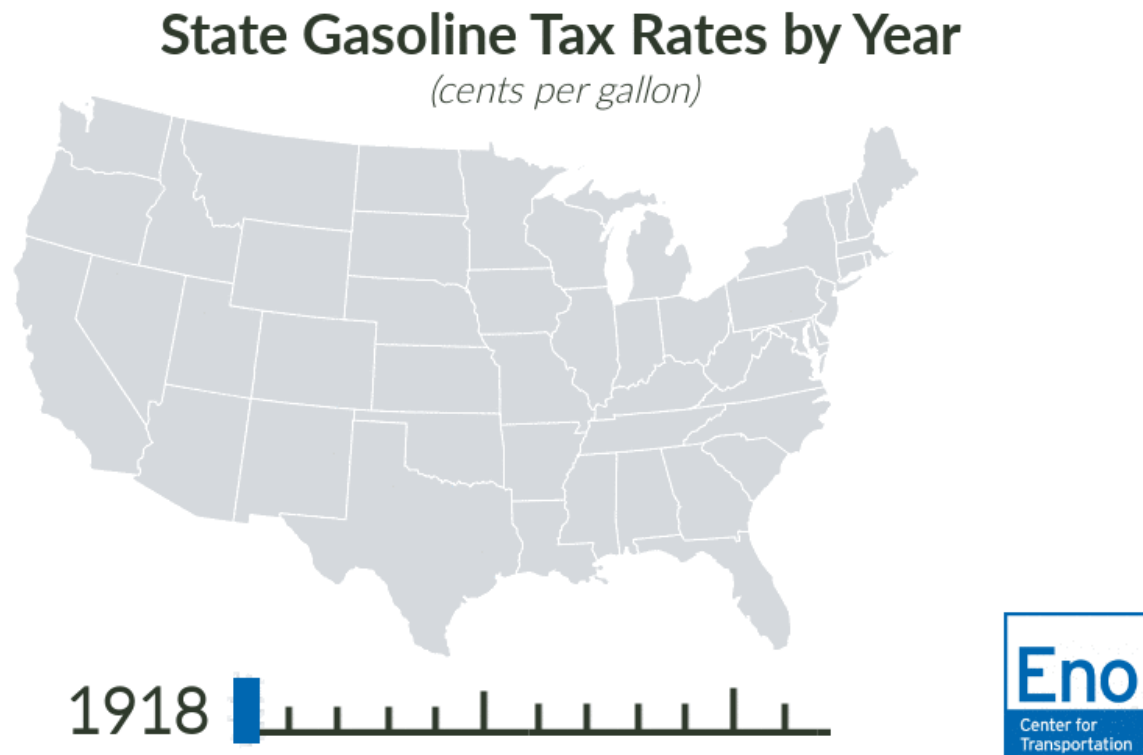 State Gasoline Tax Rates by Year
(cents per gallon)
1918
Eno
Center for
Transportation